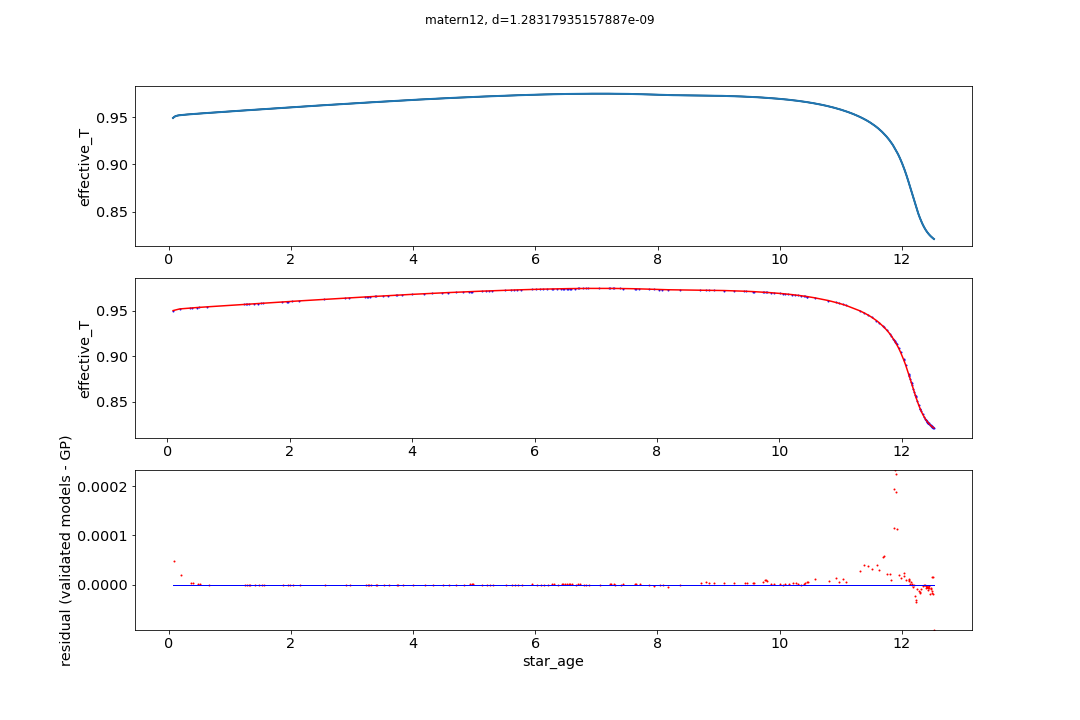 matern12, d=1.28317935157887e-09
effective_T
0.95
0.90
0.85
0 2 4 6 8 10 12
effective_T
0.95
0.90
0.85
0 2 4 6 8 10 12
residual (validated models - GP)
0.0002
0.0001
0.0000
0 2 4 6 8 10 12
star_age